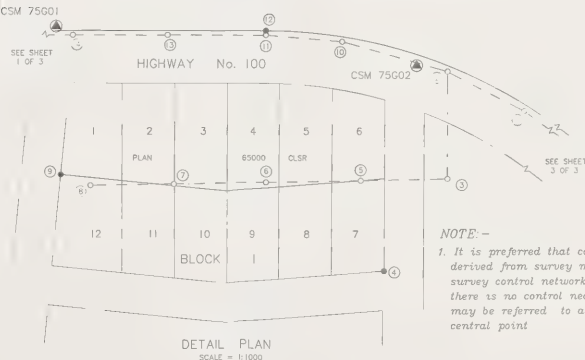 CSM 75G01
12
SEE SHEET
1 OF 3
13
11
10
HIGHWAY No. 100
CSM 75G02
SEE SHEET
3 OF 3
1 2 3 4 5 6
PLAN 65000 CLSR
9
8
7
6
5
3
12 11 10 9 8 7
BLOCK 1
4
NOTE:-
1. It is preferred that
derived from survey
survey control network
there is no control
may be referred to a
central point
DETAIL PLAN
SCALE = 1:1000